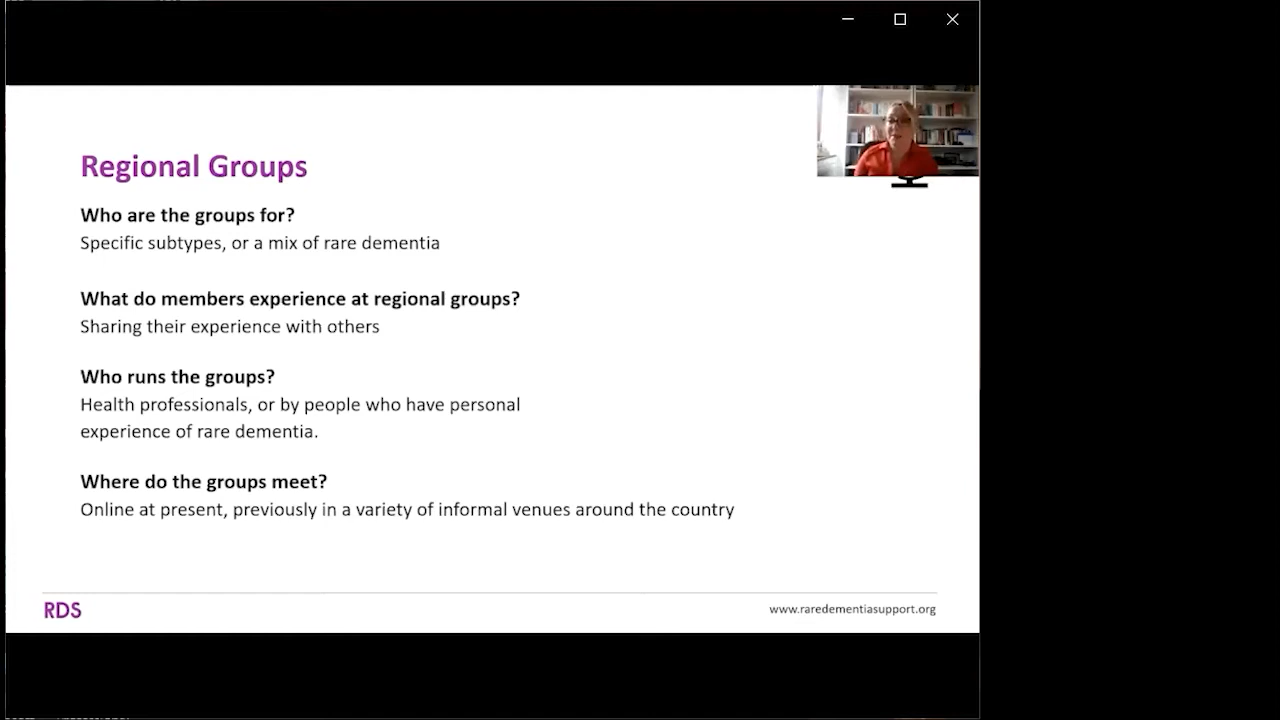 Regional Groups
Who are the groups for?
Specific subtypes, or a mix of rare dementia
What do members experience at regional groups?
Sharing their experience with others
Who runs the groups?
Health professionals, or by people who have personal
experience of rare dementia.
Where do the groups meet?
Online at present, previously in a variety of informal venues around the country
RDS
www.raredementiasupport.org